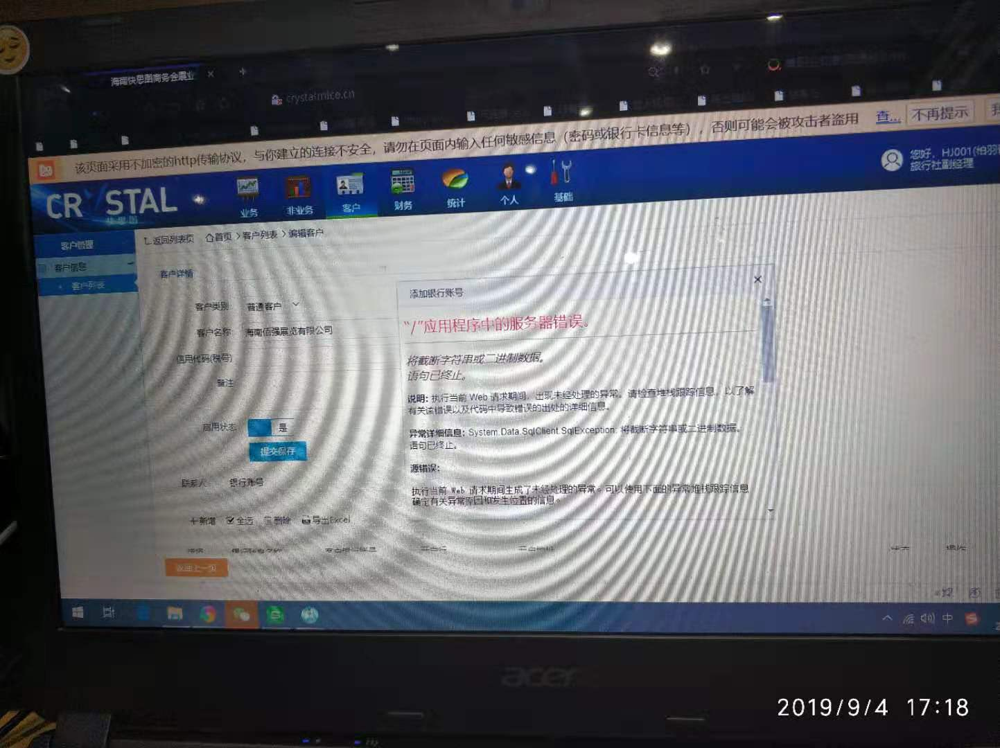 海南快思图商务会展业
crystalmice.cn
该页面采用不加密的http传输协议，与你建立的连接不安全，请勿在页面内输入任何敏感信息（密码或银行卡信息等），否则可能会被攻击者盗用 查... 不再提示
CRYSTAL
快思图
业务 非业务 客户 财务 统计 个人 基础
您好，HJ001(柏羽
旅行社副经理
客户管理
客户信息
客户列表
返回列表页 首页 > 客户列表 > 编辑客户
客户详情
客户类别 普通客户
客户名称 海南佰强展览有限公司
信用代码(税号)
备注
启用状态 是
提交保存
联系人 银行账号
新增 全选 删除 导出Excel
状态 操作
返回上一页
添加银行账号
“/”应用程序中的服务器错误。
将截断字符串或二进制数据。
语句已终止。
说明: 执行当前 Web 请求期间，出现未经处理的异常。请检查堆栈跟踪信息，以了解
有关该错误以及代码中导致错误的出处的详细信息。
异常详细信息: System.Data.SqlClient.SqlException: 将截断字符串或二进制数据。
语句已终止。
源错误:
执行当前 Web 请求期间生成了未经处理的异常。可以使用下面的异常堆栈跟踪信息
确定有关异常原因和发生位置的信息。
中
acer
2019/9/4 17:18